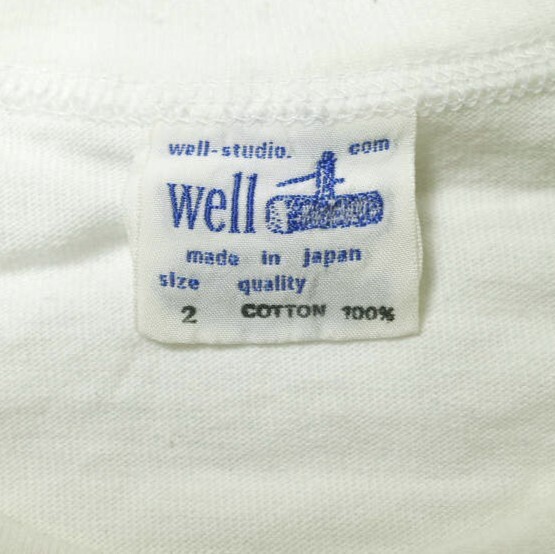 well-studio. com
well
made in japan
size quality
2 COTTON 100%